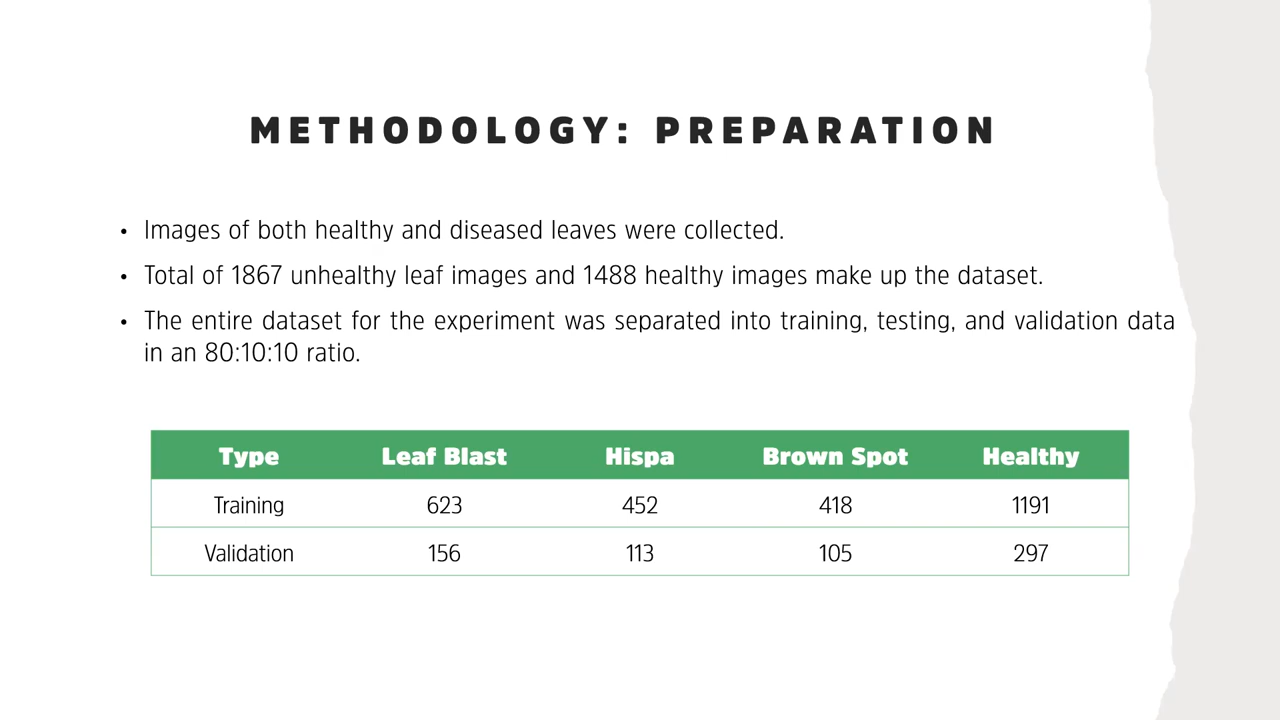 METHODOLOGY: PREPARATION
• Images of both healthy and diseased leaves were collected.
• Total of 1867 unhealthy leaf images and 1488 healthy images make up the dataset.
• The entire dataset for the experiment was separated into training, testing, and validation data
in an 80:10:10 ratio.
Type Leaf Blast Hispa Brown Spot Healthy
Training 623 452 418 1191
Validation 156 113 105 297